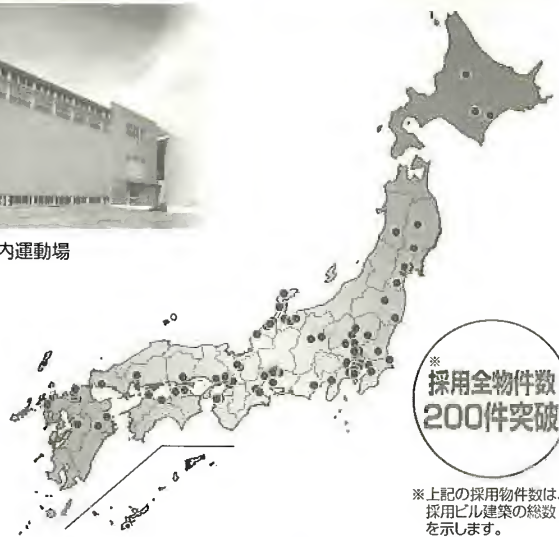 内運動場
※
採用全物件数
200件突破
※上記の採用物件数は、
採用ビル建築の総数
を示します。